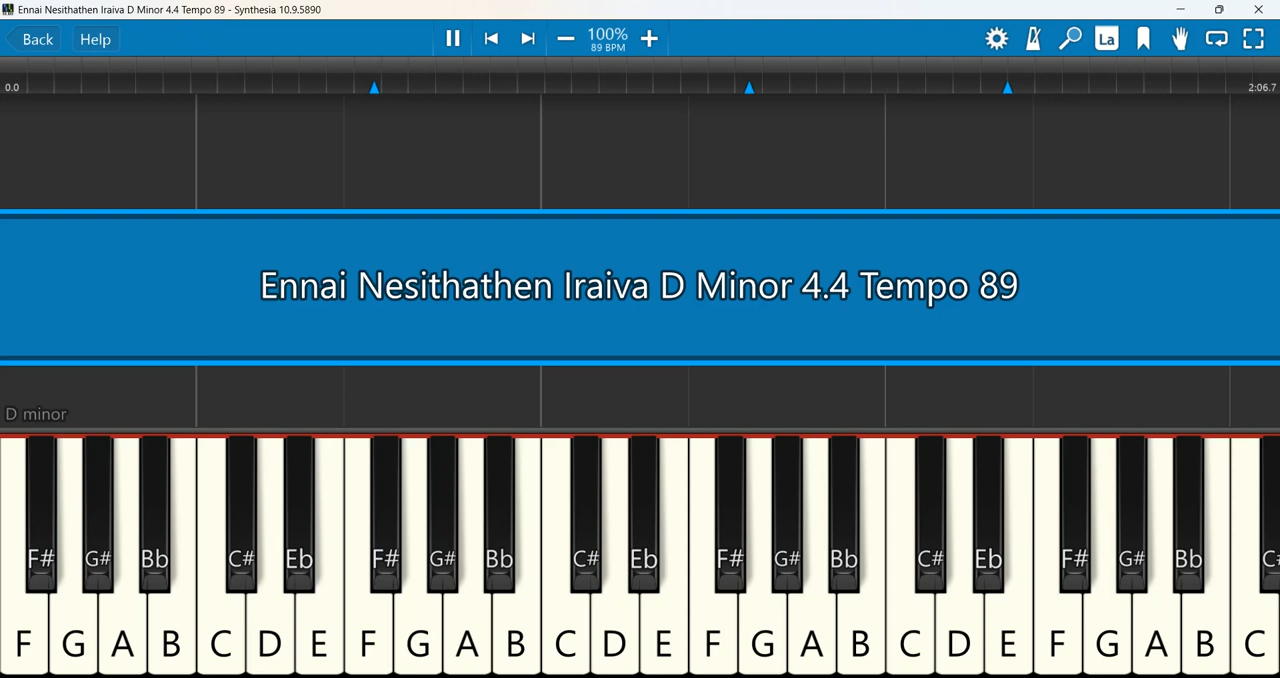 Ennai Nesithathen Iraiva D Minor 4.4 Tempo 89 - Synthesia 10.9.5890
Back Help 100% La
89 BPM
0.0 2:06.7
Ennai Nesithathen Iraiva D Minor 4.4 Tempo 89
D minor
F# G# Bb C# Eb F# G# Bb C# Eb F# G# Bb C# Eb F# G# Bb C#
F G A B C D E F G A B C D E F G A B C D E F G A B C